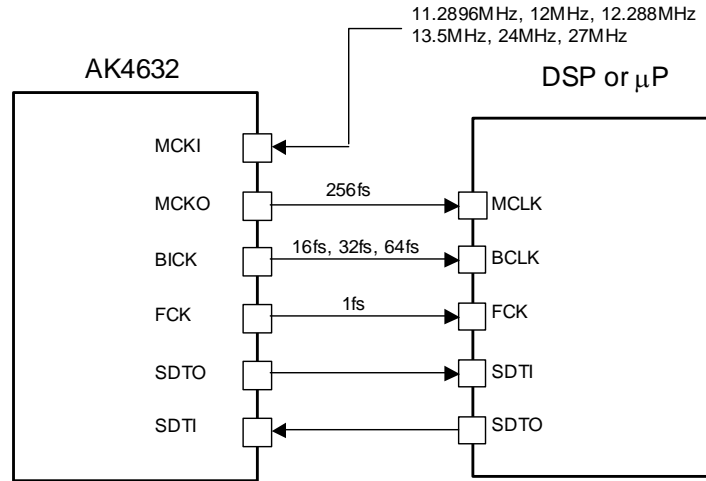 11.2896MHz, 12MHz, 12.288MHz
13.5MHz, 24MHz, 27MHz
AK4632
DSP or μP
MCKI
MCKO
256fs
MCLK
BICK
16fs, 32fs, 64fs
BCLK
FCK
1fs
FCK
SDTO
SDTI
SDTI
SDTO